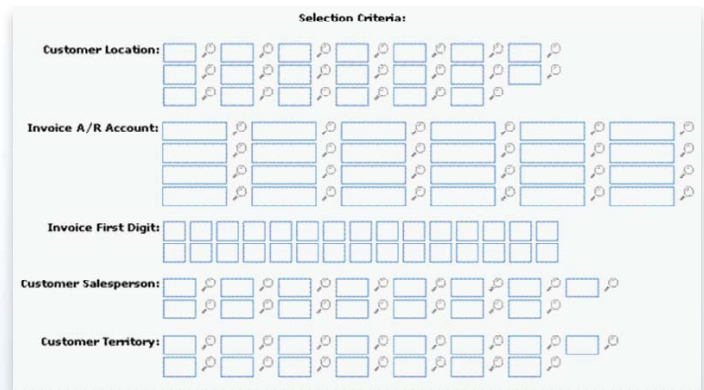 Selection Criteria:
Customer Location:
Invoice A/R Account:
Invoice First Digit:
Customer Salesperson:
Customer Territory: